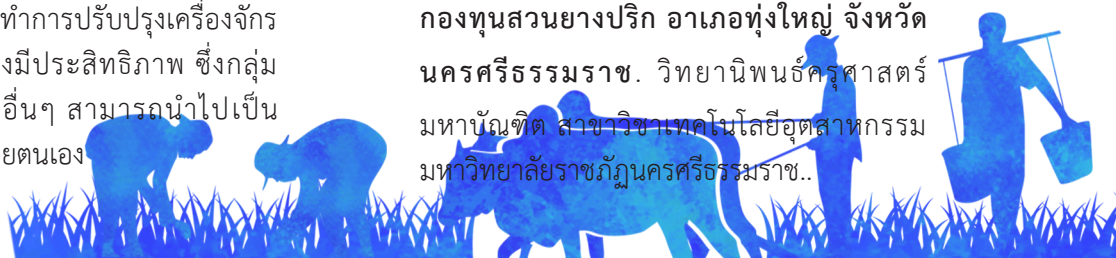 ทำการปรับปรุงเครื่องจักร
งมีประสิทธิภาพ ซึ่งกลุ่ม
อื่นๆ สามารถนำไปเป็น
ยตนเอง
กองทุนสวนยางปริก อำเภอทุ่งใหญ่ จังหวัด
นครศรีธรรมราช. วิทยานิพนธ์ครุศาสตร์
มหาบัณฑิต สาขาวิชาเทคโนโลยีอุตสาหกรรม
มหาวิทยาลัยราชภัฏนครศรีธรรมราช..